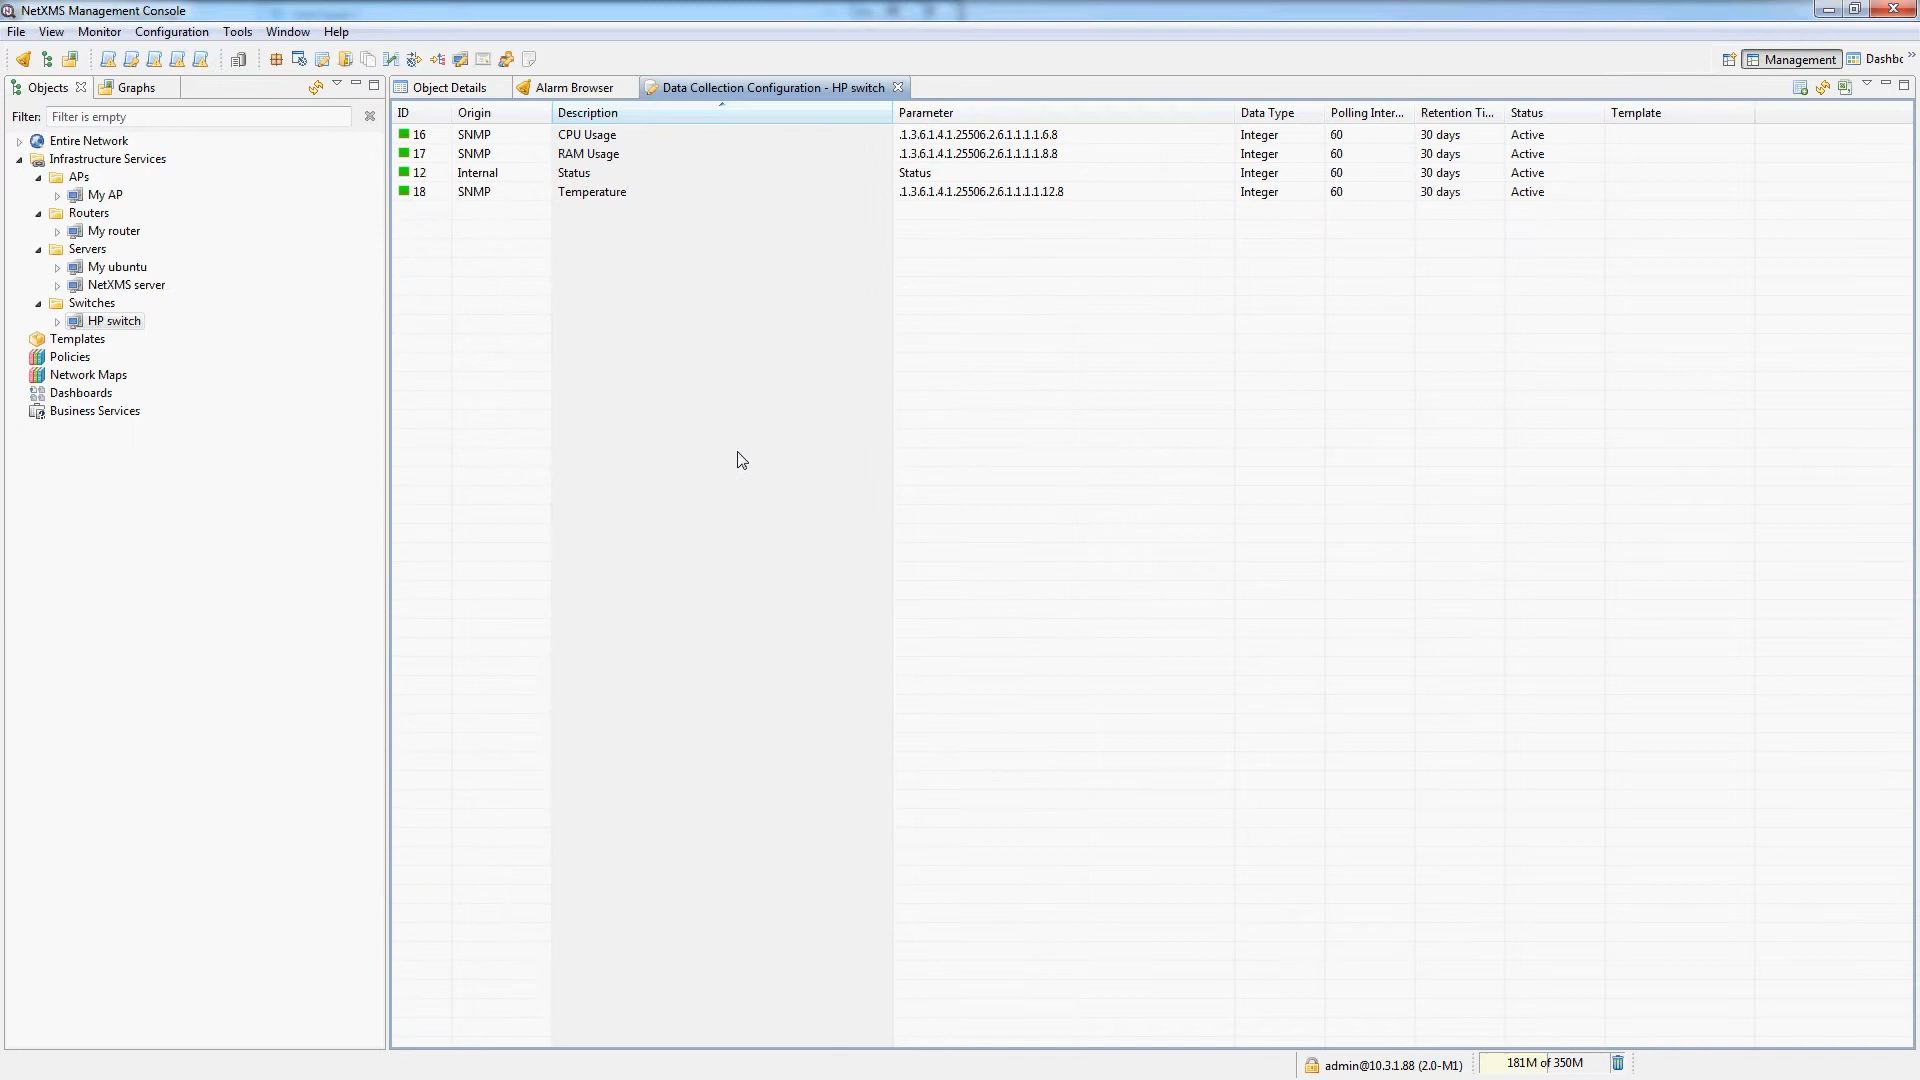 NetXMS Management Console
File View Monitor Configuration Tools Window Help
Management Dashbc
Objects Graphs
Object Details Alarm Browser Data Collection Configuration - HP switch
Filter: Filter is empty
ID Origin Description Parameter Data Type Polling Inter... Retention Ti... Status Template
16 SNMP CPU Usage .1.3.6.1.4.1.25506.2.6.1.1.1.1.6.8 Integer 60 30 days Active
17 SNMP RAM Usage .1.3.6.1.4.1.25506.2.6.1.1.1.1.8.8 Integer 60 30 days Active
12 Internal Status Status Integer 60 30 days Active
18 SNMP Temperature .1.3.6.1.4.1.25506.2.6.1.1.1.1.12.8 Integer 60 30 days Active
Entire Network
Infrastructure Services
APs
My AP
Routers
My router
Servers
My ubuntu
NetXMS server
Switches
HP switch
Templates
Policies
Network Maps
Dashboards
Business Services
admin@10.3.1.88 (2.0-M1) 181M of 350M